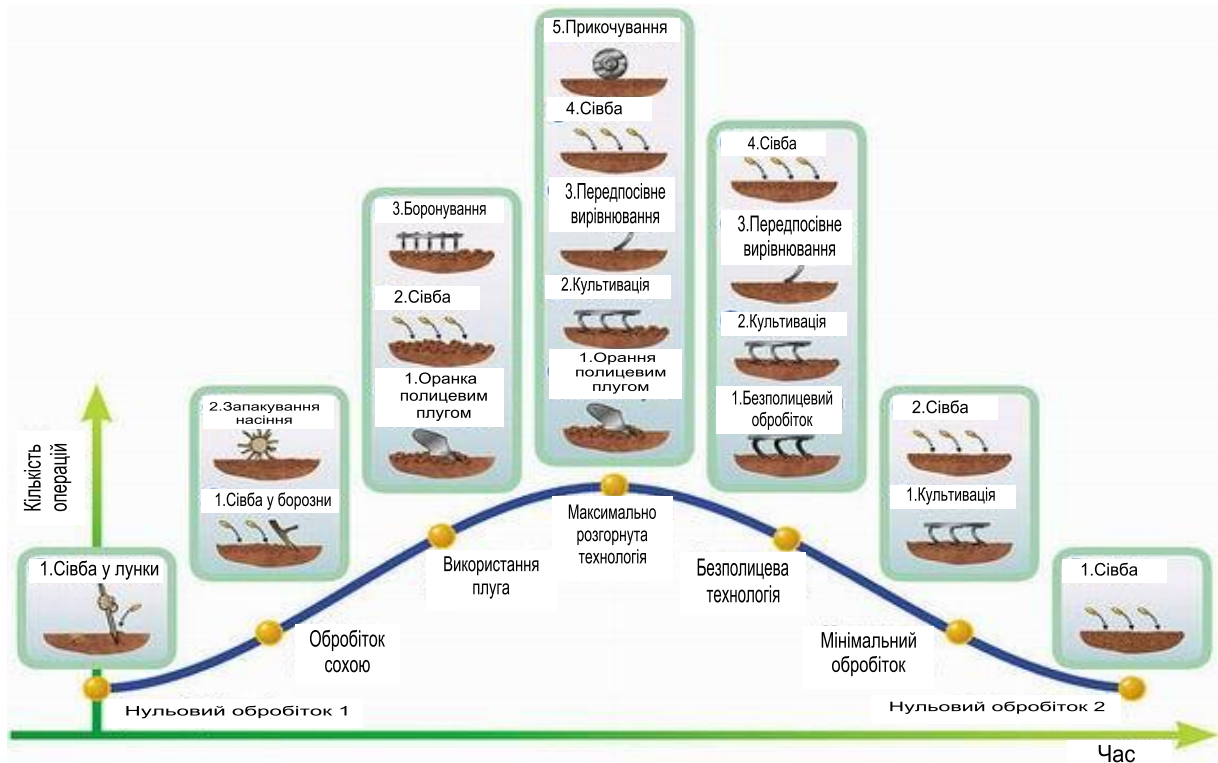 5.Прикочування
4.Сівба
3.Передпосівне
вирівнювання
2.Культивація
1.Орання
полицевим
плугом
4.Сівба
3.Передпосівне
вирівнювання
2.Культивація
1.Безполицевий
обробіток
3.Боронування
2.Сівба
1.Оранка
полицевим
плугом
2.Запакування
насіння
1.Сівба у борозни
2.Сівба
1.Культивація
1.Сівба у лунки
1.Сівба
Кількість
операцій
Нульовий обробіток 1
Обробіток
сохою
Використання
плуга
Максимально
розгорнута
технологія
Безполицева
технологія
Мінімальний
обробіток
Нульовий обробіток 2
Час